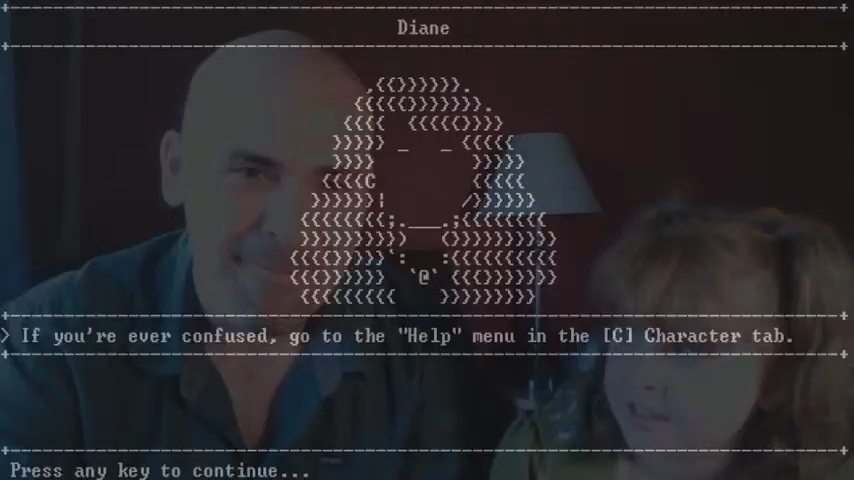 Diane
> If you're ever confused, go to the "Help" menu in the [C] Character tab.
Press any key to continue...